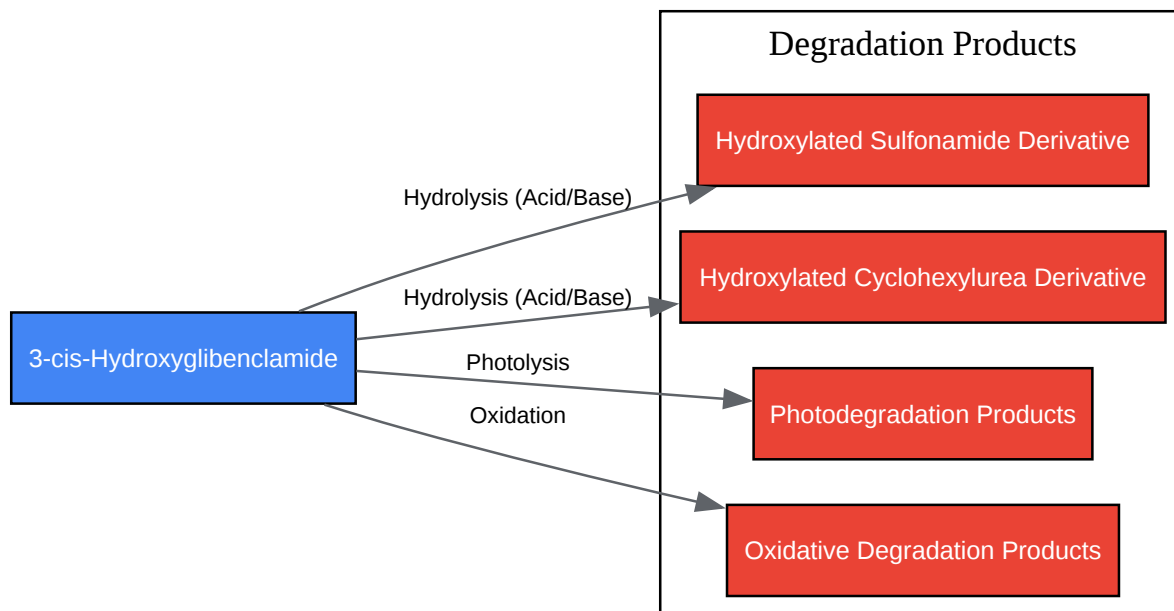 Degradation Products
Hydroxylated Sulfonamide Derivative
Hydrolysis (Acid/Base)
Hydroxylated Cyclohexylurea Derivative
Hydrolysis (Acid/Base)
3-cis-Hydroxyglibenclamide
Photolysis
Photodegradation Products
Oxidation
Oxidative Degradation Products